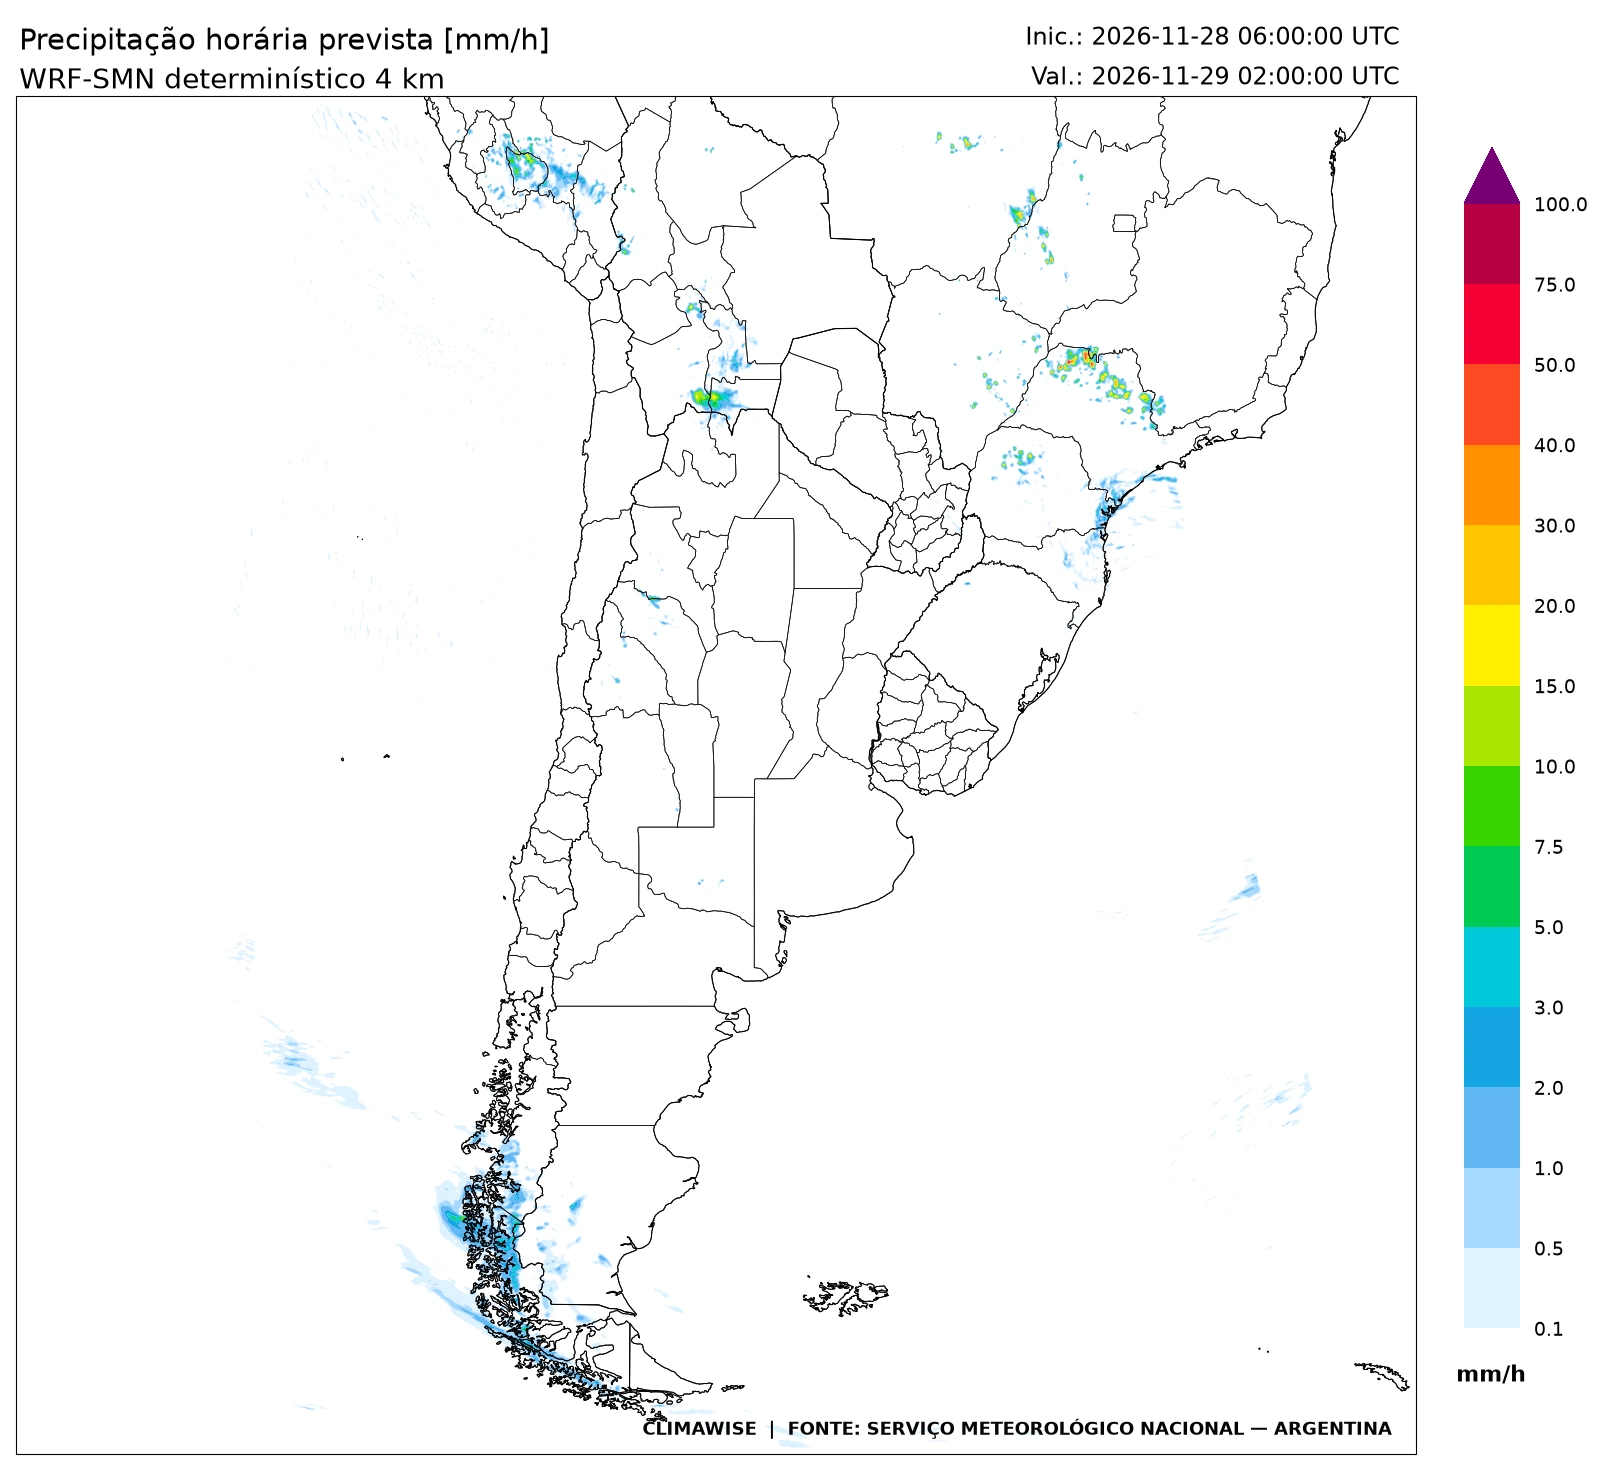 Precipitação horária prevista [mm/h]
WRF-SMN determinístico 4 km
Inic.: 2026-11-28 06:00:00 UTC
Val.: 2026-11-29 02:00:00 UTC
100.0
75.0
50.0
40.0
30.0
20.0
15.0
10.0
7.5
5.0
3.0
2.0
1.0
0.5
0.1
mm/h
CLIMAWISE | FONTE: SERVIÇO METEOROLÓGICO NACIONAL — ARGENTINA